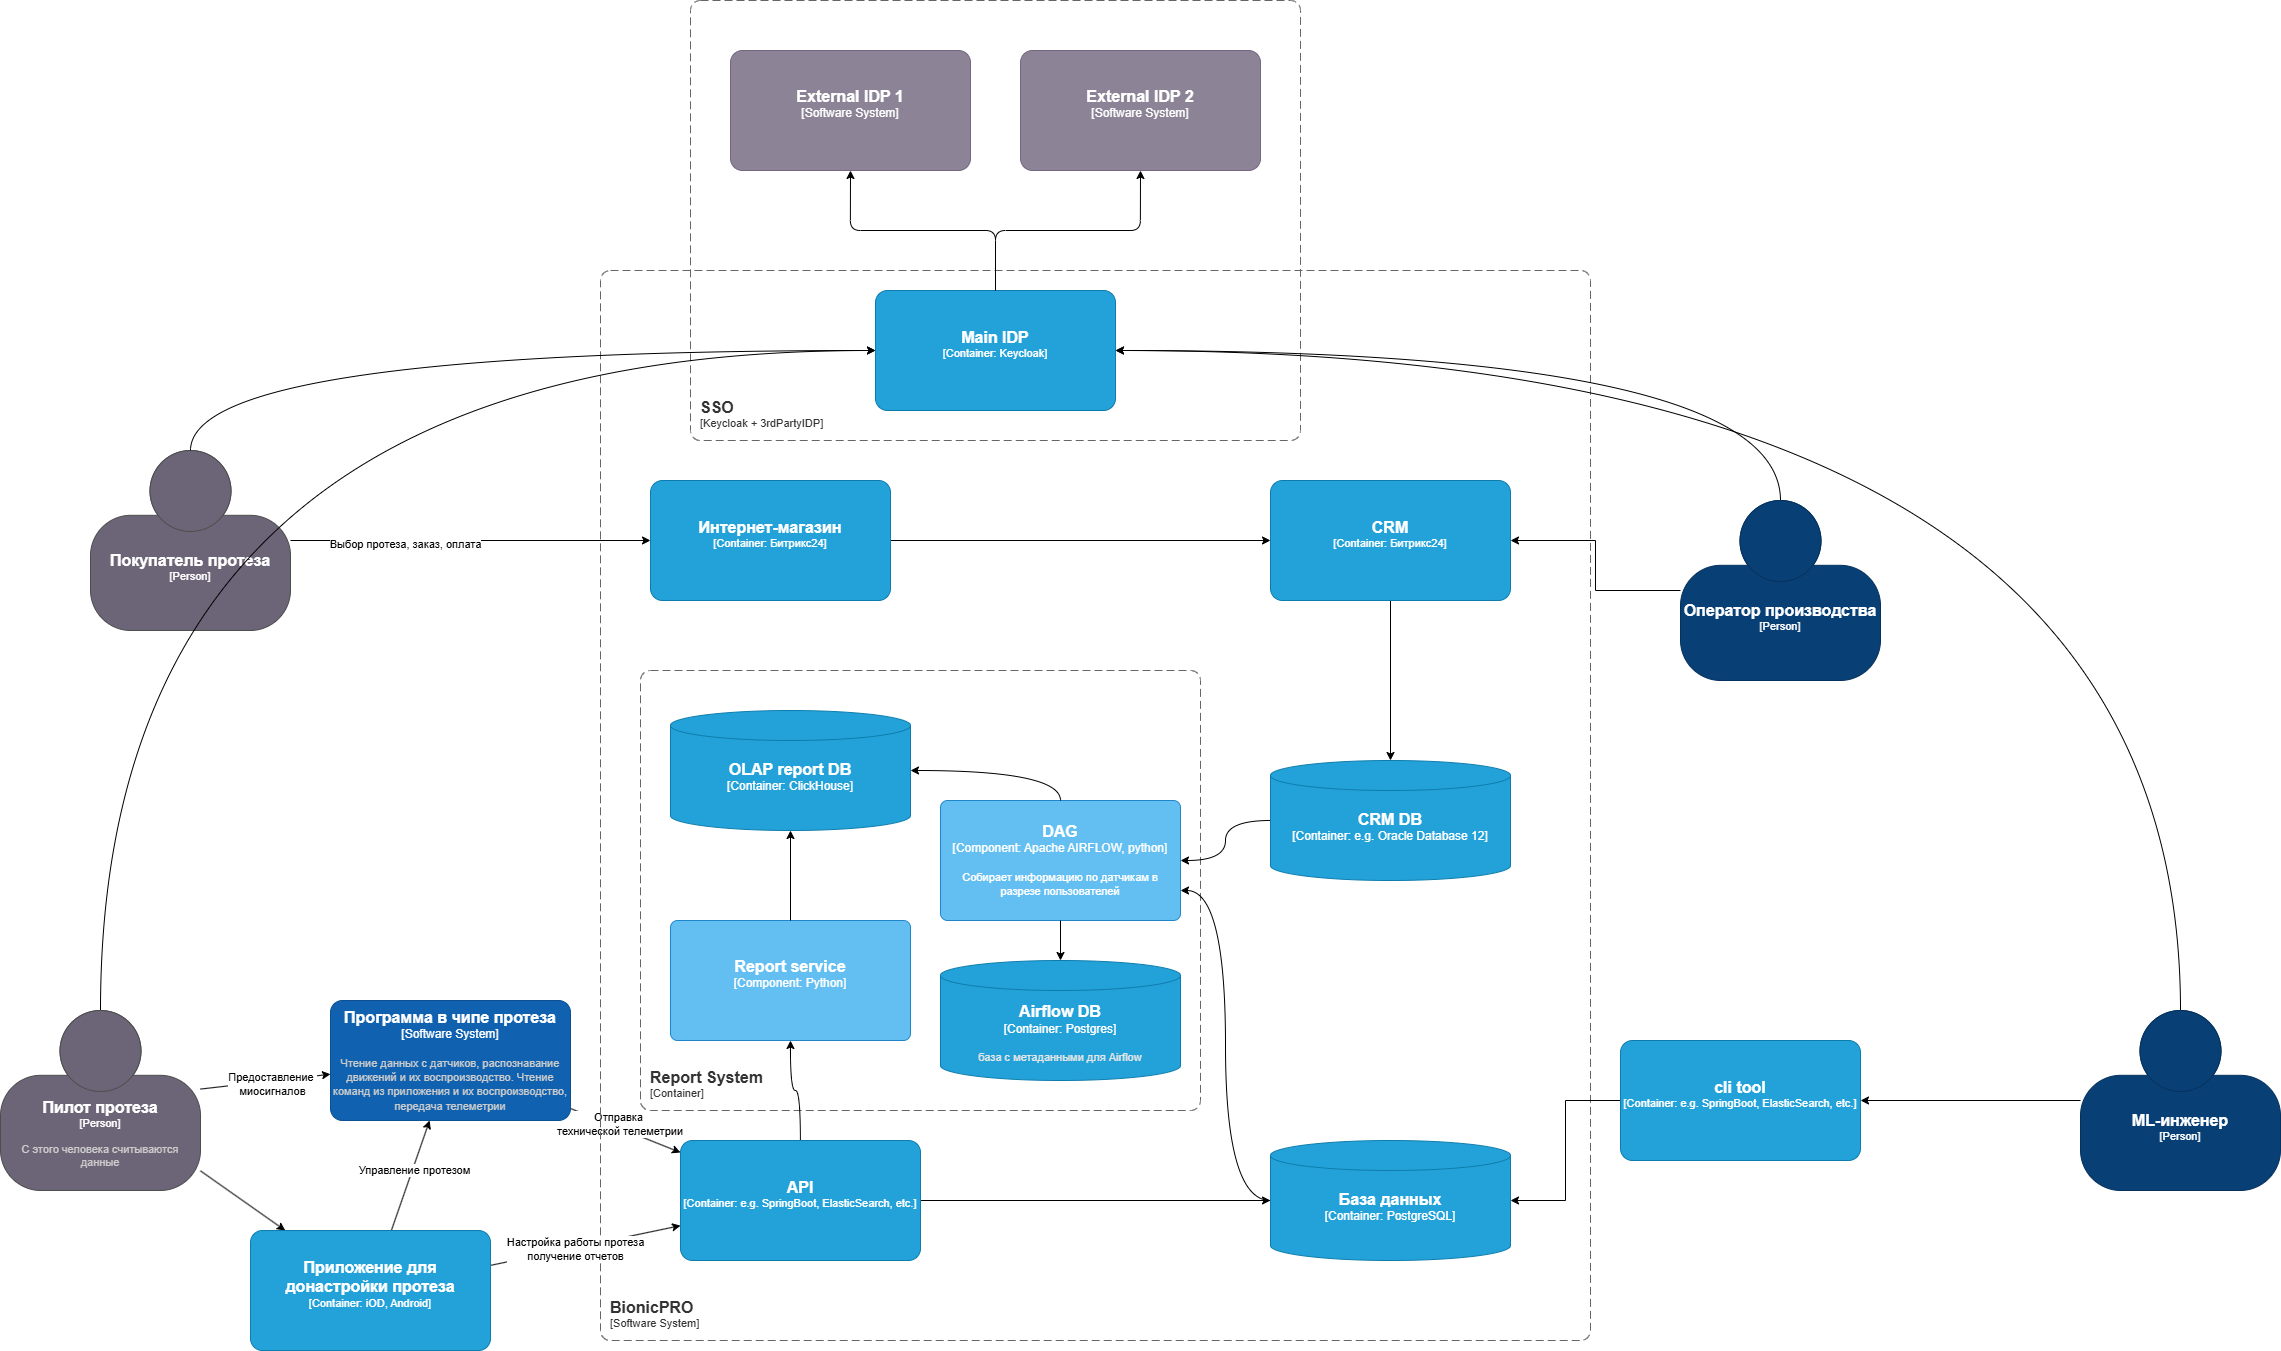 External IDP 1
[Software System]
External IDP 2
[Software System]
Main IDP
[Container: Keycloak]
SSO
[Keycloak + 3rdPartyIDP]
Покупатель протеза
[Person]
Выбор протеза, заказ, оплата
Интернет-магазин
[Container: Битрикс24]
CRM
[Container: Битрикс24]
Оператор производства
[Person]
OLAP report DB
[Container: ClickHouse]
DAG
[Component: Apache AIRFLOW, python]
Собирает информацию по датчикам в
разрезе пользователей
CRM DB
[Container: e.g. Oracle Database 12]
Report service
[Component: Python]
Airflow DB
[Container: Postgres]
база с метаданными для Airflow
Report System
[Container]
Пилот протеза
[Person]
С этого человека считываются
данные
Предоставление
миосигналов
Программа в чипе протеза
[Software System]
Чтение данных с датчиков, распознавание
движений и их воспроизводство. Чтение
команд из приложения и их воспроизводство,
передача телеметрии
Отправка
технической телеметрии
Управление протезом
Приложение для
донастройки протеза
[Container: iOD, Android]
Настройка работы протеза
получение отчетов
API
[Container: e.g. SpringBoot, ElasticSearch, etc.]
База данных
[Container: PostgreSQL]
cli tool
[Container: e.g. SpringBoot, ElasticSearch, etc.]
ML-инженер
[Person]
BionicPRO
[Software System]